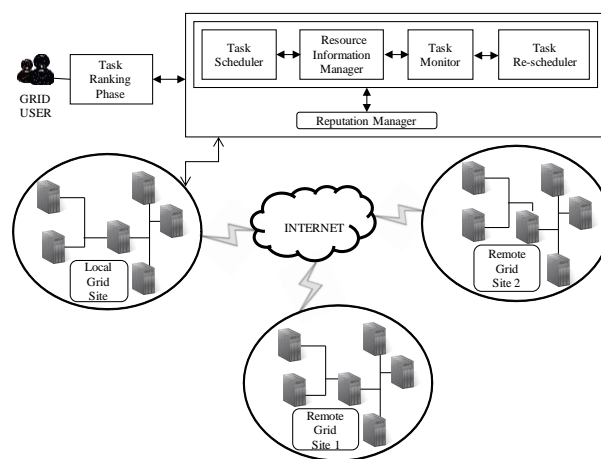 Task
Scheduler
Resource
Information
Manager
Task
Monitor
Task
Re-scheduler
Task
Ranking
Phase
GRID
USER
Reputation Manager
INTERNET
Local
Grid
Site
Remote
Grid
Site 2
Remote
Grid
Site 1